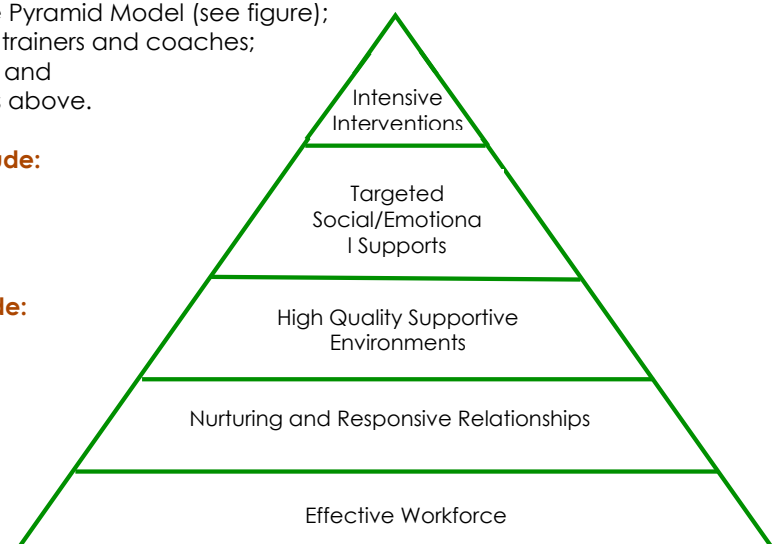 e Pyramid Model (see figure);
trainers and coaches;
and
s above.
ude:
de:
Intensive
Interventions
Targeted
Social/Emotiona
l Supports
High Quality Supportive
Environments
Nurturing and Responsive Relationships
Effective Workforce